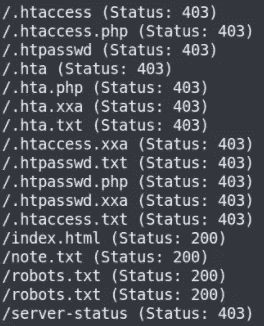 /.htaccess (Status: 403)
/.htaccess.php (Status: 403)
/.htpasswd (Status: 403)
/.hta (Status: 403)
/.hta.php (Status: 403)
/.hta.xxa (Status: 403)
/.hta.txt (Status: 403)
/.htaccess.xxa (Status: 403)
/.htpasswd.txt (Status: 403)
/.htpasswd.php (Status: 403)
/.htpasswd.xxa (Status: 403)
/.htaccess.txt (Status: 403)
/index.html (Status: 200)
/note.txt (Status: 200)
/robots.txt (Status: 200)
/robots.txt (Status: 200)
/server-status (Status: 403)